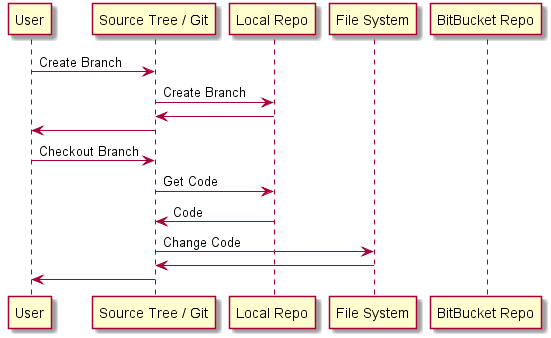 User
Source Tree / Git
Local Repo
File System
BitBucket Repo
Create Branch
Create Branch
Checkout Branch
Get Code
Code
Change Code
User
Source Tree / Git
Local Repo
File System
BitBucket Repo